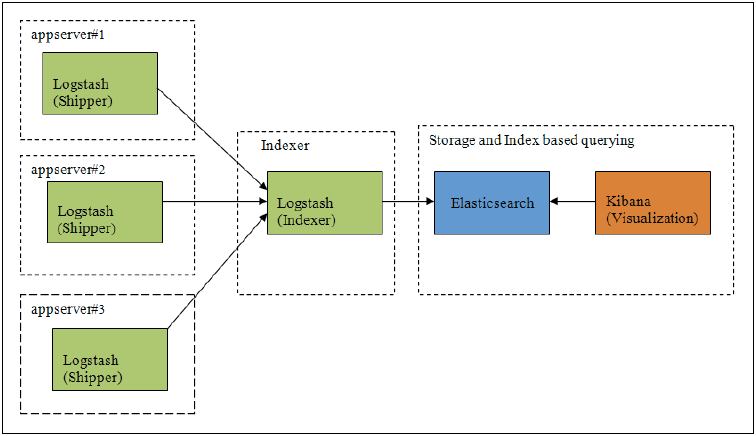 appserver#1
Logstash
(Shipper)
appserver#2
Logstash
(Shipper)
appserver#3
Logstash
(Shipper)
Indexer
Logstash
(Indexer)
Storage and Index based querying
Elasticsearch
Kibana
(Visualization)